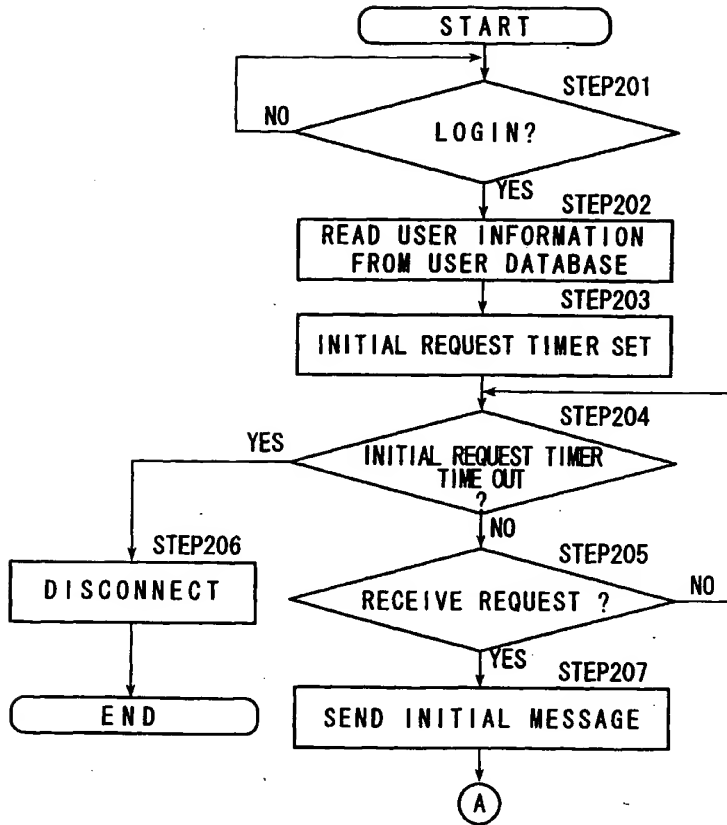 START
STEP201
NO
LOGIN?
YES
STEP202
READ USER INFORMATION
FROM USER DATABASE
STEP203
INITIAL REQUEST TIMER SET
STEP204
YES
INITIAL REQUEST TIMER
TIME OUT
?
NO
STEP206
STEP205
DISCONNECT
RECEIVE REQUEST ?
NO
YES
STEP207
END
SEND INITIAL MESSAGE
A